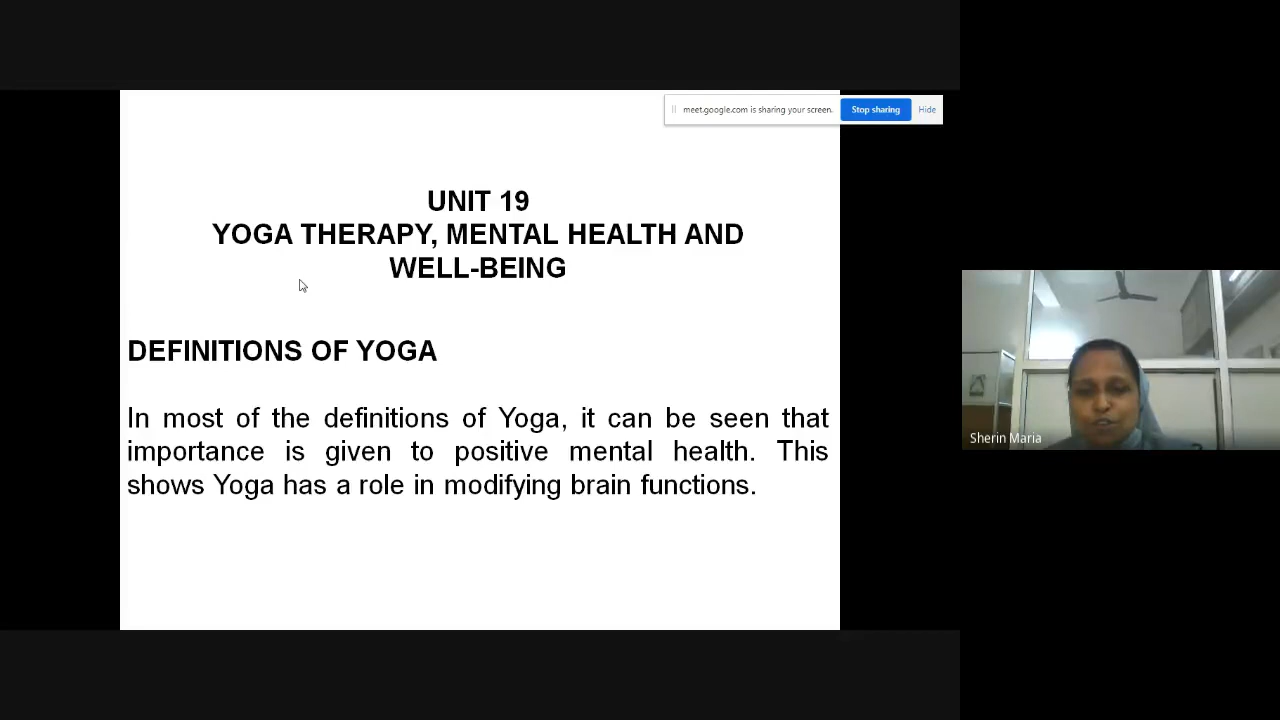 meet.google.com is sharing your screen.
Stop sharing
Hide
UNIT 19
YOGA THERAPY, MENTAL HEALTH AND
WELL-BEING
DEFINITIONS OF YOGA
In most of the definitions of Yoga, it can be seen that
importance is given to positive mental health. This
shows Yoga has a role in modifying brain functions.
Sherin Maria